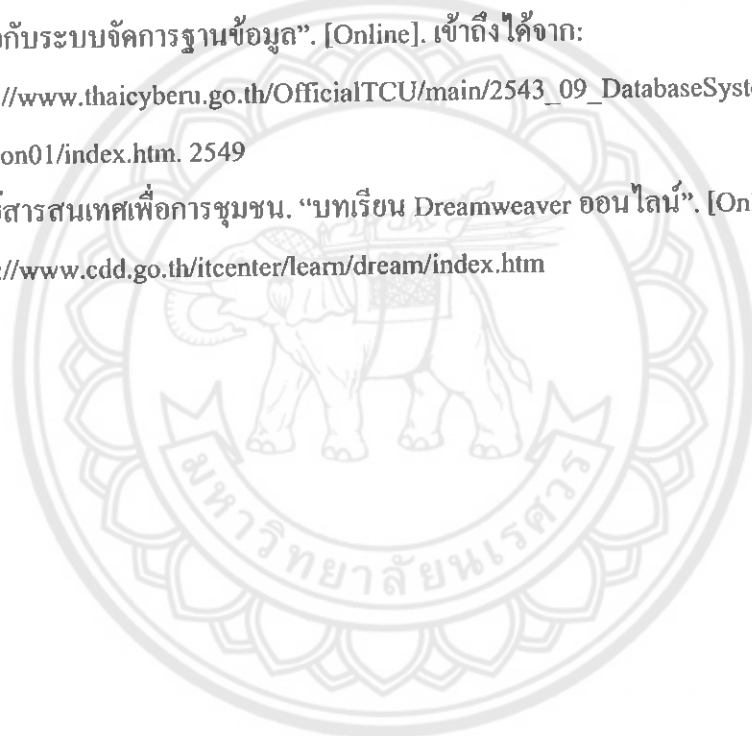 กับระบบจัดการฐานข้อมูล”. [Online]. เข้าถึงได้จาก:
//www.thaicyberu.go.th/OfficialTCU/main/2543_09_DatabaseSyst
on01/index.htm. 2549
สารสนเทศเพื่อการชุมชน. “บทเรียน Dreamweaver ออนไลน์”. [On
://www.cdd.go.th/itcenter/learn/dream/index.htm
มหาวิทยาลัยนเรศวร